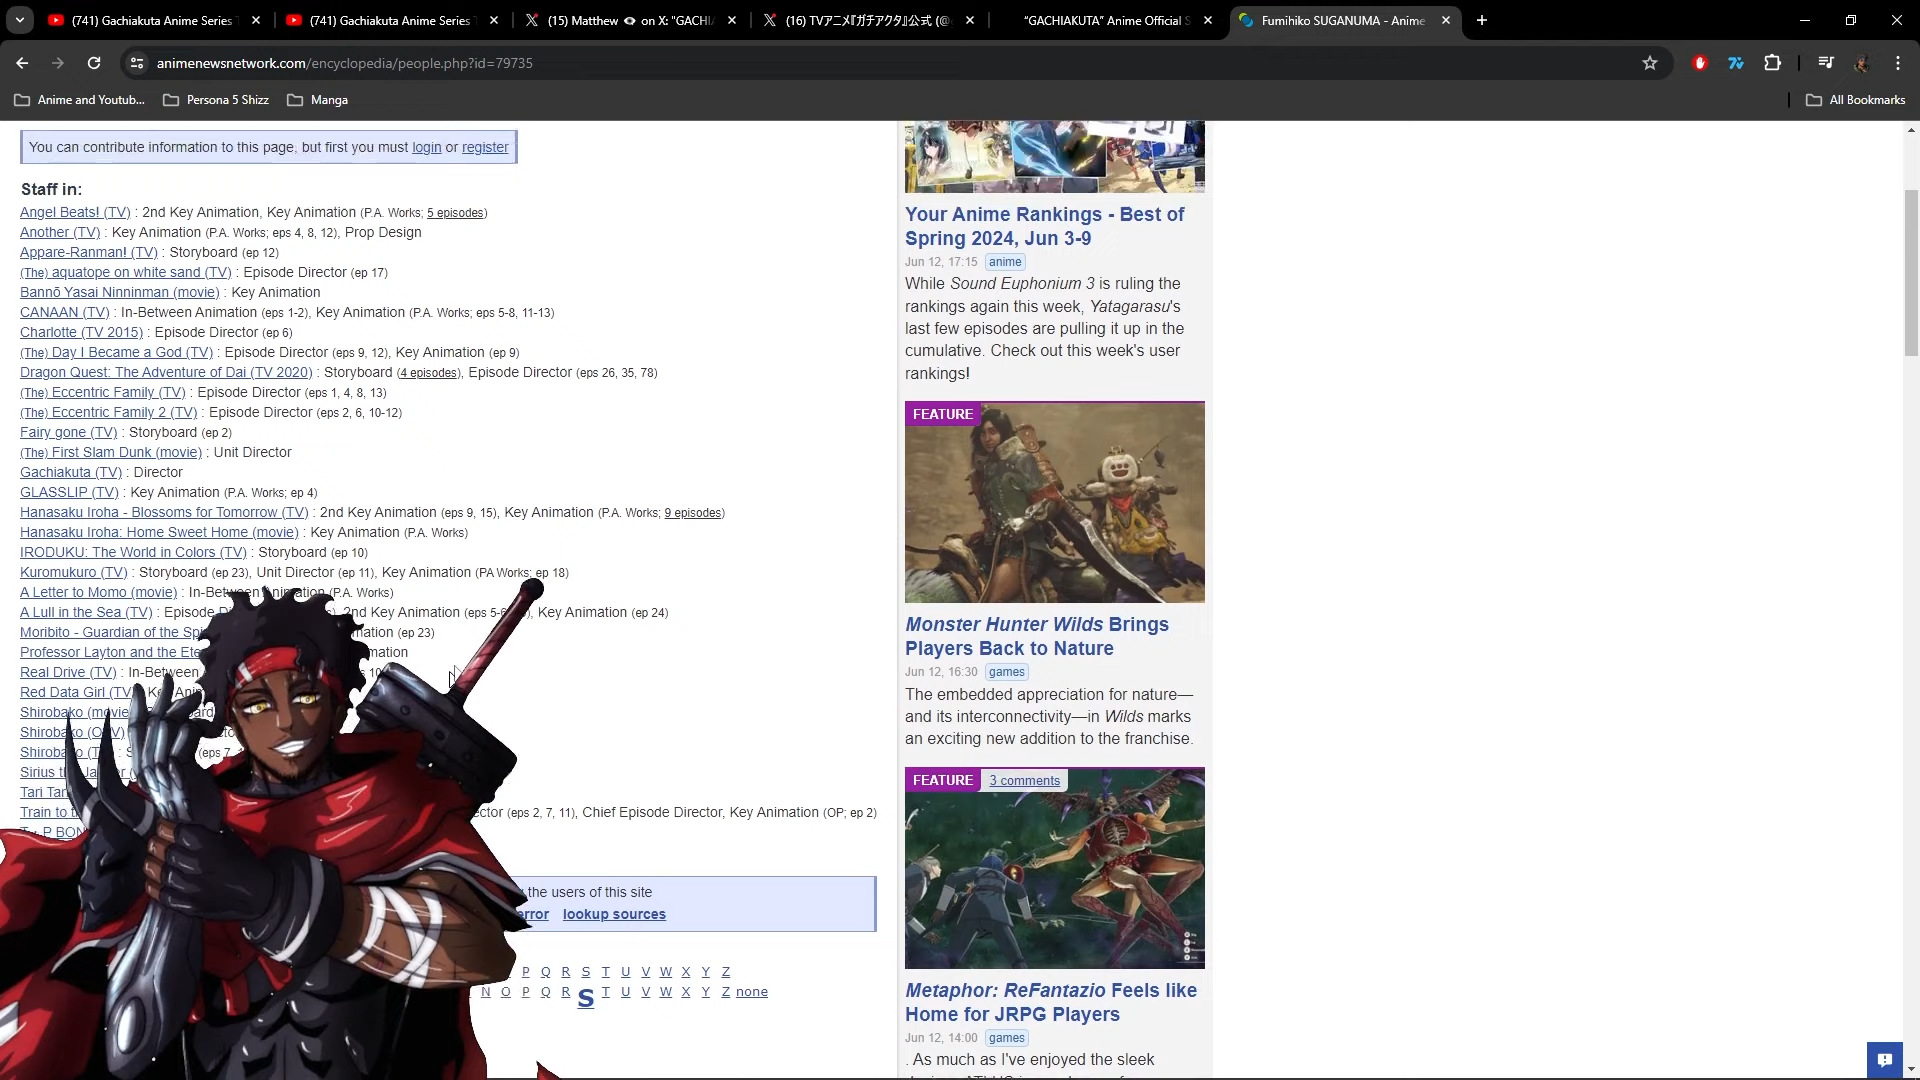 (741) Gachiakuta Anime Series
(741) Gachiakuta Anime Series
(15) Matthew on X: "GACHI
(16) TVアニメ『ガチアクタ』公式 (@
"GACHIAKUTA" Anime Official S
Fumihiko SUGANUMA - Anime
animenewsnetwork.com/encyclopedia/people.php?id=79735
Anime and Youtub...
Persona 5 Shizz
Manga
All Bookmarks
You can contribute information to this page, but first you must login or register
Staff in:
Angel Beats! (TV) : 2nd Key Animation, Key Animation (P.A. Works; 5 episodes)
Another (TV) : Key Animation (P.A. Works; eps 4, 8, 12), Prop Design
Appare-Ranman! (TV) : Storyboard (ep 12)
(The) aquatope on white sand (TV) : Episode Director (ep 17)
Bannō Yasai Ninninman (movie) : Key Animation
CANAAN (TV) : In-Between Animation (eps 1-2), Key Animation (P.A. Works; eps 5-8, 11-13)
Charlotte (TV 2015) : Episode Director (ep 6)
(The) Day I Became a God (TV) : Episode Director (eps 9, 12), Key Animation (ep 9)
Dragon Quest: The Adventure of Dai (TV 2020) : Storyboard (4 episodes), Episode Director (eps 26, 35, 78)
(The) Eccentric Family (TV) : Episode Director (eps 1, 4, 8, 13)
(The) Eccentric Family 2 (TV) : Episode Director (eps 2, 6, 10-12)
Fairy gone (TV) : Storyboard (ep 2)
(The) First Slam Dunk (movie) : Unit Director
Gachiakuta (TV) : Director
GLASSLIP (TV) : Key Animation (P.A. Works; ep 4)
Hanasaku Iroha - Blossoms for Tomorrow (TV) : 2nd Key Animation (eps 9, 15), Key Animation (P.A. Works; 9 episodes)
Hanasaku Iroha: Home Sweet Home (movie) : Key Animation (P.A. Works)
IRODUKU: The World in Colors (TV) : Storyboard (ep 10)
Kuromukuro (TV) : Storyboard (ep 23), Unit Director (ep 11), Key Animation (PA Works; ep 18)
A Letter to Momo (movie) : In-Between Animation (P.A. Works)
A Lull in the Sea (TV) : Episode 2nd Key Animation (eps 5-6 Key Animation (ep 24)
Moribito - Guardian of the Spi mation (ep 23)
Professor Layton and the Ete mation
Real Drive (TV) : In-Between
Red Data Girl (TV) Key Anim
Shirobako (movie
Shirobako (O
Shirobako (T (eps 7,
Sirius t
Tari Tar
Train to t ctor (eps 2, 7, 11), Chief Episode Director, Key Animation (OP; ep 2)
P BON
the users of this site
error lookup sources
P Q R S T U V W X Y Z
N O P Q R S T U V W X Y Z none
Your Anime Rankings - Best of
Spring 2024, Jun 3-9
Jun 12, 17:15 anime
While Sound Euphonium 3 is ruling the
rankings again this week, Yatagarasu's
last few episodes are pulling it up in the
cumulative. Check out this week's user
rankings!
FEATURE
Monster Hunter Wilds Brings
Players Back to Nature
Jun 12, 16:30 games
The embedded appreciation for nature—
and its interconnectivity—in Wilds marks
an exciting new addition to the franchise.
FEATURE 3 comments
Metaphor: ReFantazio Feels like
Home for JRPG Players
Jun 12, 14:00 games
. As much as I've enjoyed the sleek